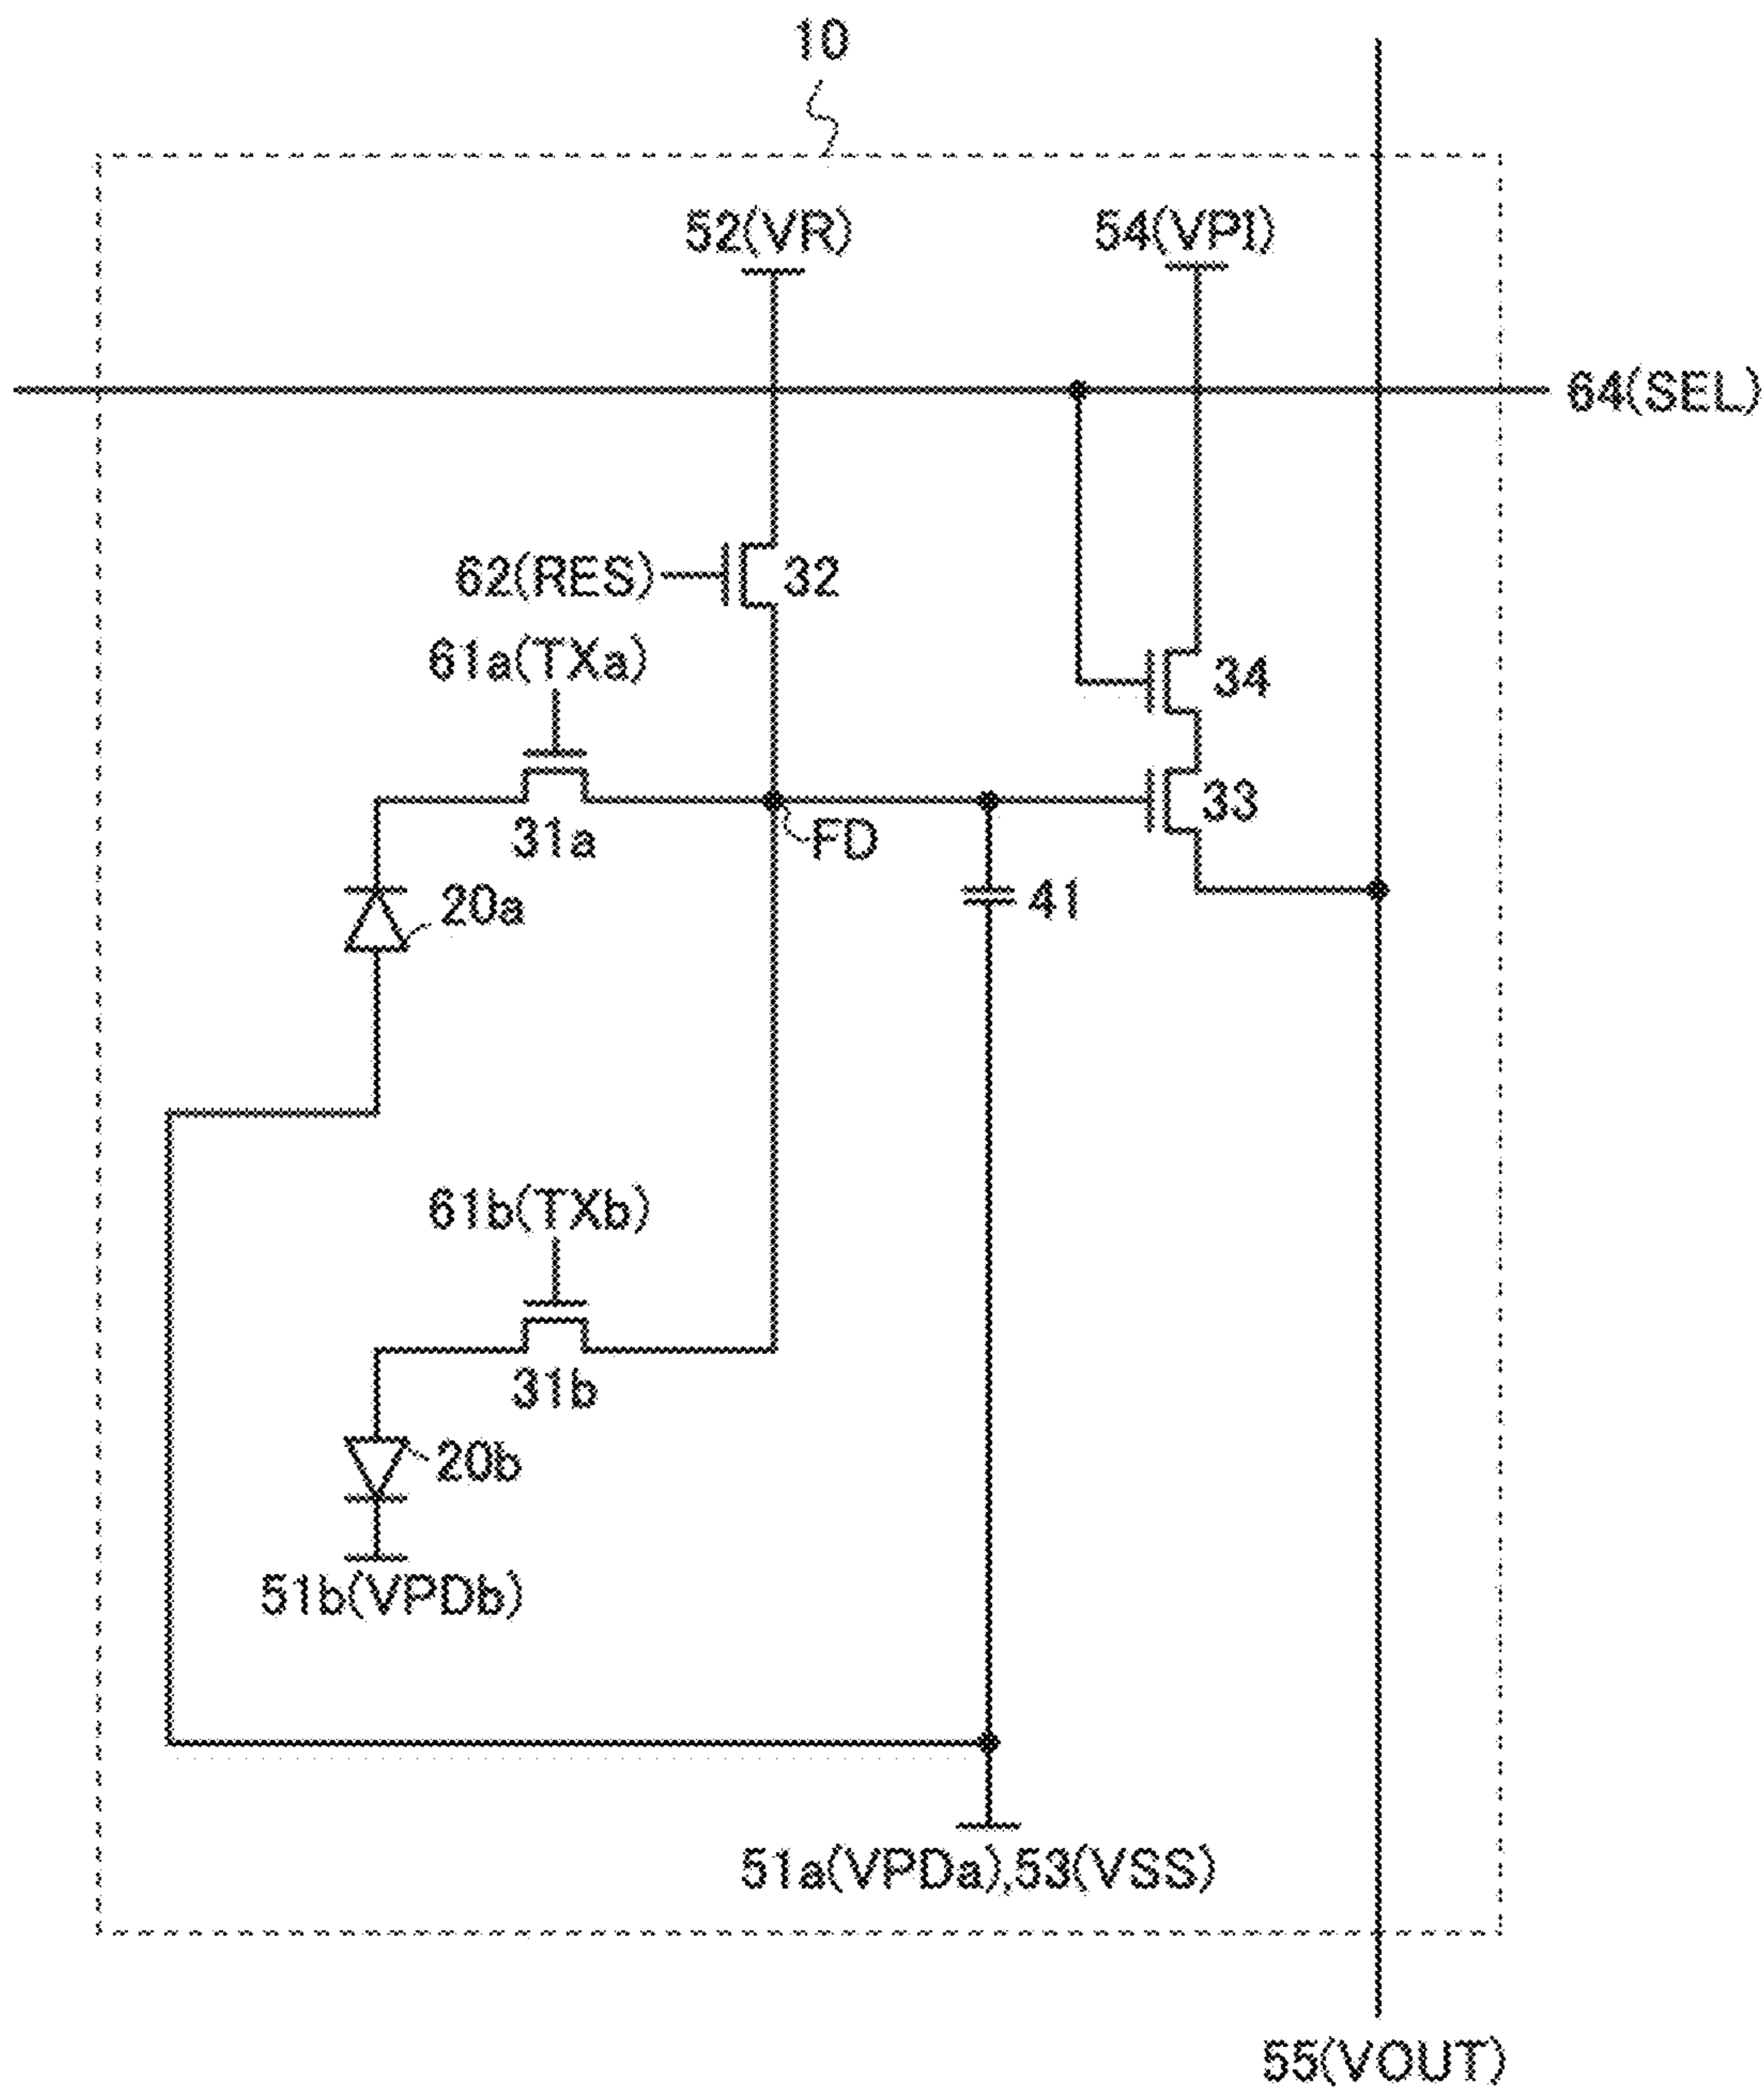 10
52(VR)
54(VPI)
64(SEL)
62(RES)
32
61a(TXa)
34
33
31a
FD
20a
41
61b(TXb)
31b
20b
51b(VPDb)
51a(VPDa),53(VSS)
55(VOUT)